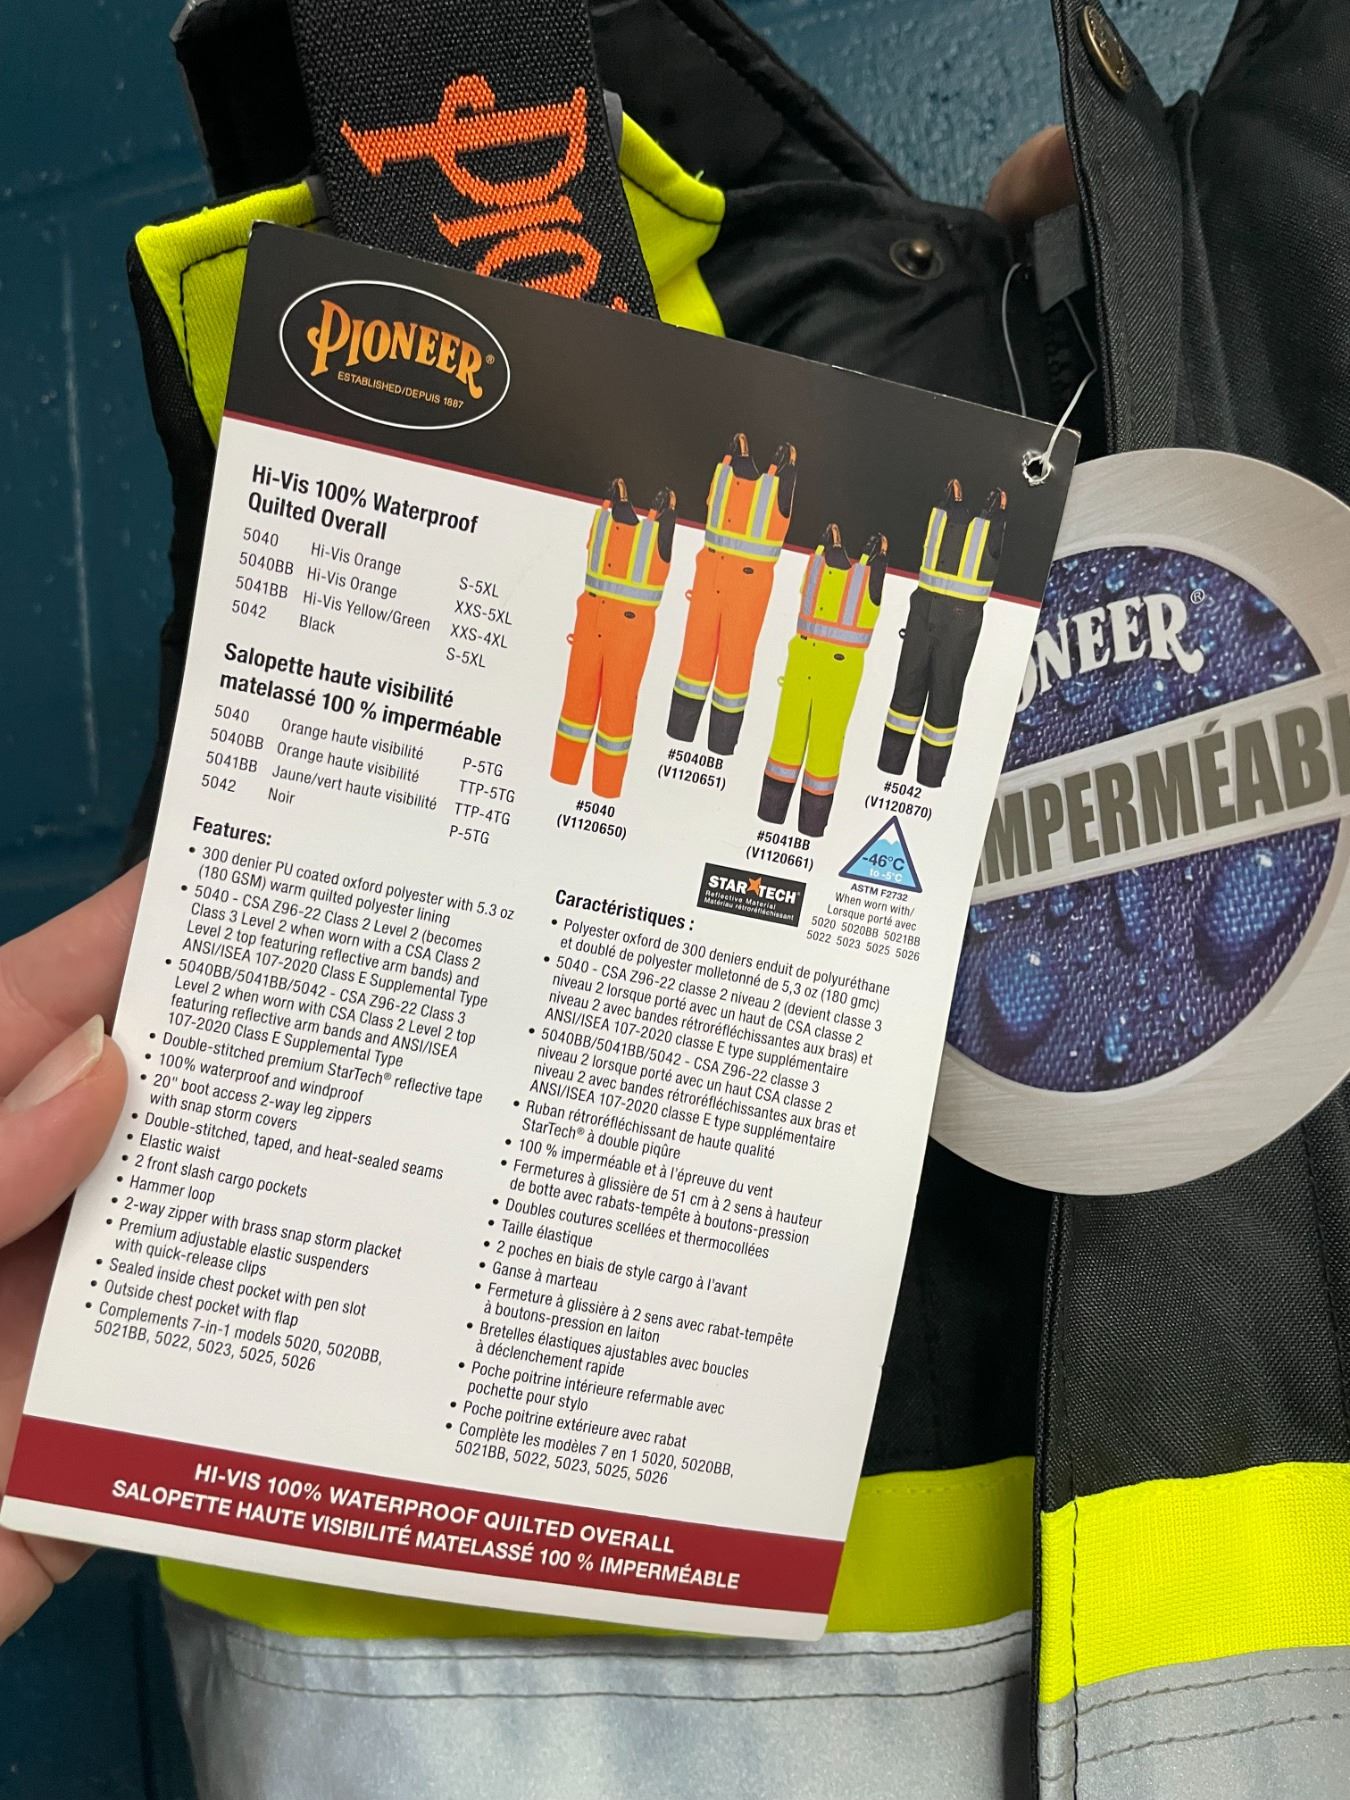 Pio
PIONEER®
ESTABLISHED/DEPUIS 1887
Hi-Vis 100% Waterproof
Quilted Overall
5040 Hi-Vis Orange S-5XL
5040BB Hi-Vis Orange XXS-5XL
5041BB Hi-Vis Yellow/Green XXS-4XL
5042 Black S-5XL
Salopette haute visibilité
matelassé 100 % imperméable
5040 Orange haute visibilité P-5TG
5040BB Orange haute visibilité TTP-5TG
5041BB Jaune/vert haute visibilité TTP-4TG
5042 Noir P-5TG
#5040
(V1120650)
#5040BB
(V1120651)
#5041BB
(V1120661)
#5042
(V1120870)
STAR TECH®
Reflective Material
Matériau rétroréfléchissant
-46°C
to -5°C
ASTM F2732
When worn with/
Lorsque porté avec
5020 5020BB 5021BB
5022 5023 5025 5026
Features:
• 300 denier PU coated oxford polyester with 5.3 oz
(180 GSM) warm quilted polyester lining
• 5040 - CSA Z96-22 Class 2 Level 2 (becomes
Class 3 Level 2 when worn with a CSA Class 2
Level 2 top featuring reflective arm bands) and
ANSI/ISEA 107-2020 Class E Supplemental Type
• 5040BB/5041BB/5042 - CSA Z96-22 Class 3
Level 2 when worn with CSA Class 2 Level 2 top
featuring reflective arm bands and ANSI/ISEA
107-2020 Class E Supplemental Type
• Double-stitched premium StarTech® reflective tape
• 100% waterproof and windproof
• 20" boot access 2-way leg zippers
with snap storm covers
• Double-stitched, taped, and heat-sealed seams
• Elastic waist
• 2 front slash cargo pockets
• Hammer loop
• 2-way zipper with brass snap storm placket
• Premium adjustable elastic suspenders
with quick-release clips
• Sealed inside chest pocket with pen slot
• Outside chest pocket with flap
• Complements 7-in-1 models 5020, 5020BB,
5021BB, 5022, 5023, 5025, 5026
Caractéristiques :
• Polyester oxford de 300 deniers enduit de polyuréthane
et doublé de polyester molletonné de 5,3 oz (180 gmc)
• 5040 - CSA Z96-22 classe 2 niveau 2 (devient classe 3
niveau 2 lorsque porté avec un haut de CSA classe 2
niveau 2 avec bandes rétroréfléchissantes aux bras) et
ANSI/ISEA 107-2020 classe E type supplémentaire
• 5040BB/5041BB/5042 - CSA Z96-22 classe 3
niveau 2 lorsque porté avec un haut CSA classe 2
niveau 2 avec bandes rétroréfléchissantes aux bras et
ANSI/ISEA 107-2020 classe E type supplémentaire
• Ruban rétroréfléchissant de haute qualité
StarTech® à double piqûre
• 100 % imperméable et à l'épreuve du vent
• Fermetures à glissière de 51 cm à 2 sens à hauteur
de botte avec rabats-tempête à boutons-pression
• Doubles coutures scellées et thermocollées
• Taille élastique
• 2 poches en biais de style cargo à l'avant
• Ganse à marteau
• Fermeture à glissière à 2 sens avec rabat-tempête
à boutons-pression en laiton
• Bretelles élastiques ajustables avec boucles
à déclenchement rapide
• Poche poitrine intérieure refermable avec
pochette pour stylo
• Poche poitrine extérieure avec rabat
• Complète les modèles 7 en 1 5020, 5020BB,
5021BB, 5022, 5023, 5025, 5026
HI-VIS 100% WATERPROOF QUILTED OVERALL
SALOPETTE HAUTE VISIBILITÉ MATELASSÉ 100 % IMPERMÉABLE
ONEER®
MPERMÉABL